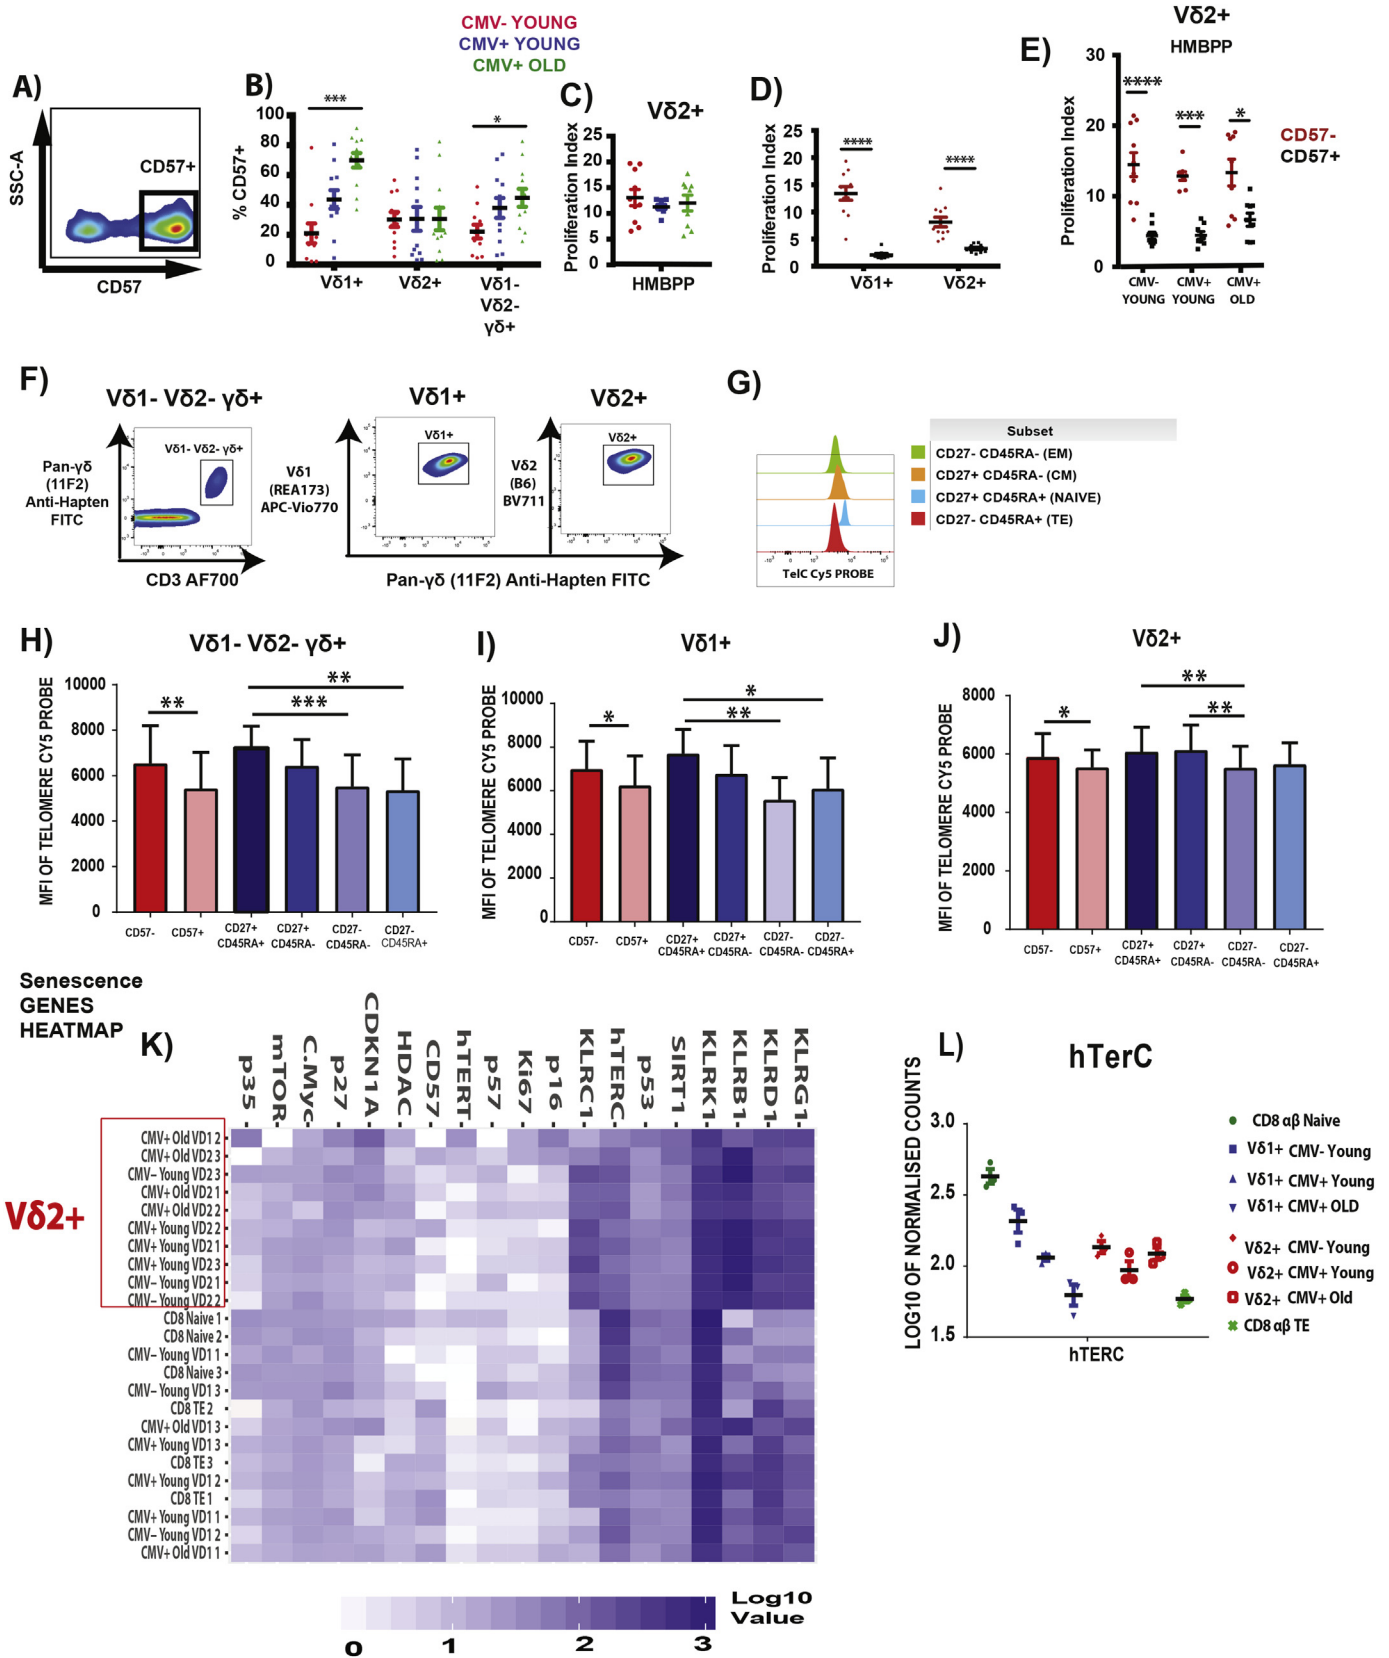 CMV- YOUNG
CMV+ YOUNG
CMV+ OLD
A)
SSC-A
CD57+
CD57
B)
% CD57+
100
80
60
40
20
0
***
*
Vδ1+
Vδ2+
Vδ1-
Vδ2-
γδ+
C)
Vδ2+
Proliferation Index
25
20
15
10
5
0
HMBPP
D)
Proliferation Index
25
20
15
10
5
0
****
****
Vδ1+
Vδ2+
E)
Vδ2+
HMBPP
Proliferation Index
30
20
10
0
****
***
*
CMV-
YOUNG
CMV+
YOUNG
CMV+
OLD
CD57-
CD57+
F)
Vδ1- Vδ2- γδ+
Pan-γδ
(11F2)
Anti-Hapten
FITC
Vδ1- Vδ2- γδ+
CD3 AF700
Vδ1+
Vδ1
(REA173)
APC-Vio770
Vδ1+
Vδ2+
Vδ2
(B6)
BV711
Vδ2+
Pan-γδ (11F2) Anti-Hapten FITC
G)
TelC Cy5 PROBE
Subset
CD27- CD45RA- (EM)
CD27+ CD45RA- (CM)
CD27+ CD45RA+ (NAIVE)
CD27- CD45RA+ (TE)
H)
Vδ1- Vδ2- γδ+
MFI OF TELOMERE CY5 PROBE
10000
8000
6000
4000
2000
0
**
**
***
CD57-
CD57+
CD27+
CD45RA+
CD27+
CD45RA-
CD27-
CD45RA-
CD27-
CD45RA+
I)
Vδ1+
MFI OF TELOMERE CY5 PROBE
10000
8000
6000
4000
2000
0
*
*
**
CD57-
CD57+
CD27+
CD45RA+
CD27+
CD45RA-
CD27-
CD45RA-
CD27-
CD45RA+
J)
Vδ2+
MFI OF TELOMERE CY5 PROBE
8000
6000
4000
2000
0
*
**
**
CD57-
CD57+
CD27+
CD45RA+
CD27+
CD45RA-
CD27-
CD45RA-
CD27-
CD45RA+
Senescence
GENES
HEATMAP
K)
p35
mTOR
C.Myc
p27
CDKN1A
HDAC
CD57
hTERT
p57
Ki67
p16
KLRC1
hTERC
p53
SIRT1
KLRK1
KLRB1
KLRD1
KLRG1
Vδ2+
CMV+ Old VD1 2
CMV+ Old VD2 3
CMV- Young VD2 3
CMV+ Old VD2 1
CMV+ Old VD2 2
CMV+ Young VD2 2
CMV+ Young VD2 1
CMV+ Young VD2 3
CMV- Young VD2 1
CMV- Young VD2 2
CD8 Naive 1
CD8 Naive 2
CMV- Young VD1 1
CD8 Naive 3
CMV- Young VD1 3
CD8 TE 2
CMV+ Old VD1 3
CMV+ Young VD1 3
CD8 TE 3
CMV+ Young VD1 2
CD8 TE 1
CMV+ Young VD1 1
CMV- Young VD1 2
CMV+ Old VD1 1
0
1
2
3
Log10
Value
L)
hTerC
LOG10 OF NORMALISED COUNTS
3.0
2.5
2.0
1.5
hTERC
CD8 αβ Naive
Vδ1+ CMV- Young
Vδ1+ CMV+ Young
Vδ1+ CMV+ OLD
Vδ2+ CMV- Young
Vδ2+ CMV+ Young
Vδ2+ CMV+ Old
CD8 αβ TE